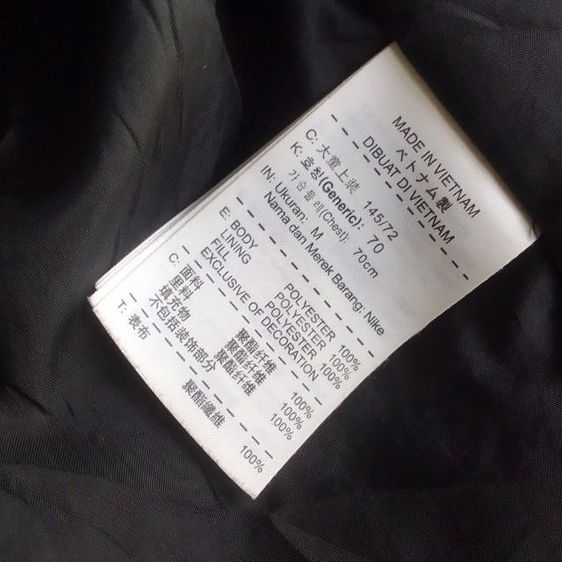 MADE IN VIETNAM
ベトナム製
DIBUAT DI VIETNAM
C: 大童上装 145/72
K: 호칭(Generic): 70
가슴둘레(Chest): 70cm
IN: Ukuran: M
Nama dan Merek Barang: Nike
E: BODY POLYESTER 100%
LINING POLYESTER 100%
FILL POLYESTER 100%
EXCLUSIVE OF DECORATION
C: 面料 聚酯纤维 100%
里料 聚酯纤维 100%
填充物 聚酯纤维 100%
不包括装饰部分
T: 表布 聚酯纖維 100%